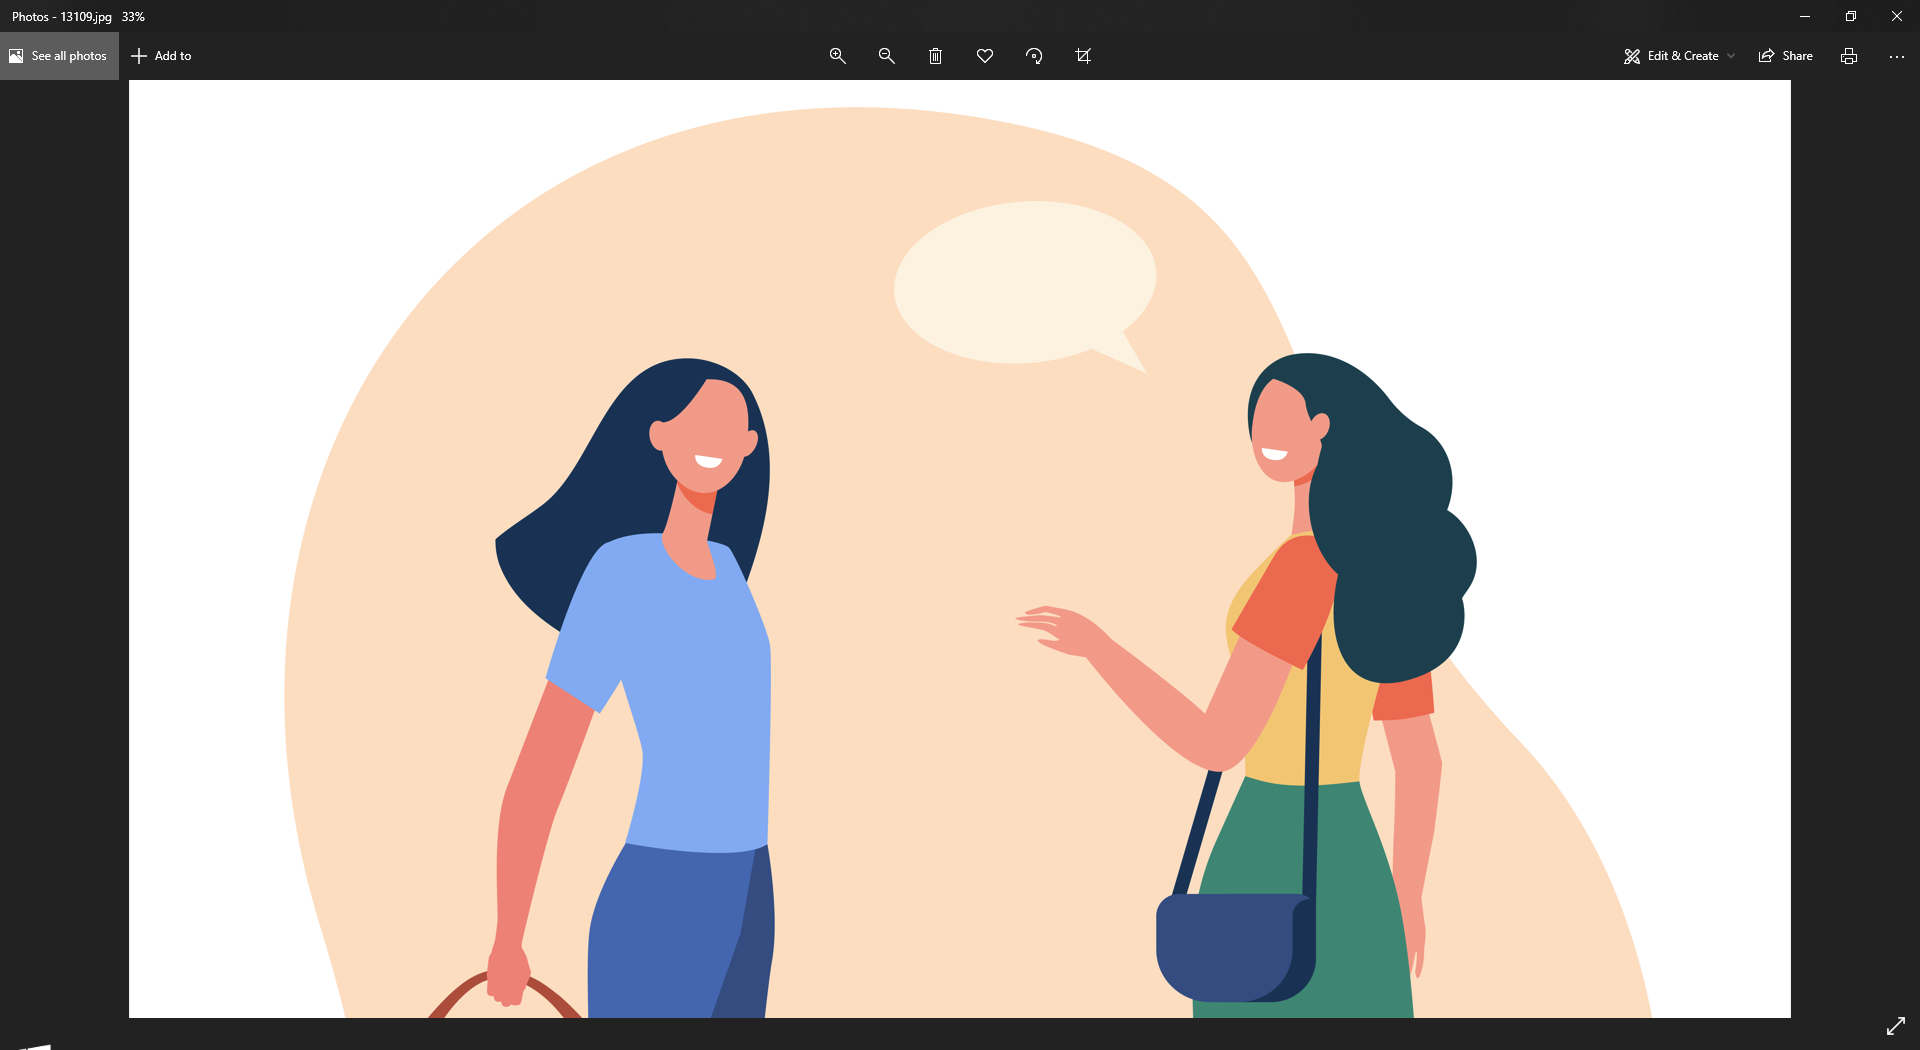 Photos - 13109.jpg 33%
See all photos
Add to
Edit & Create
Share